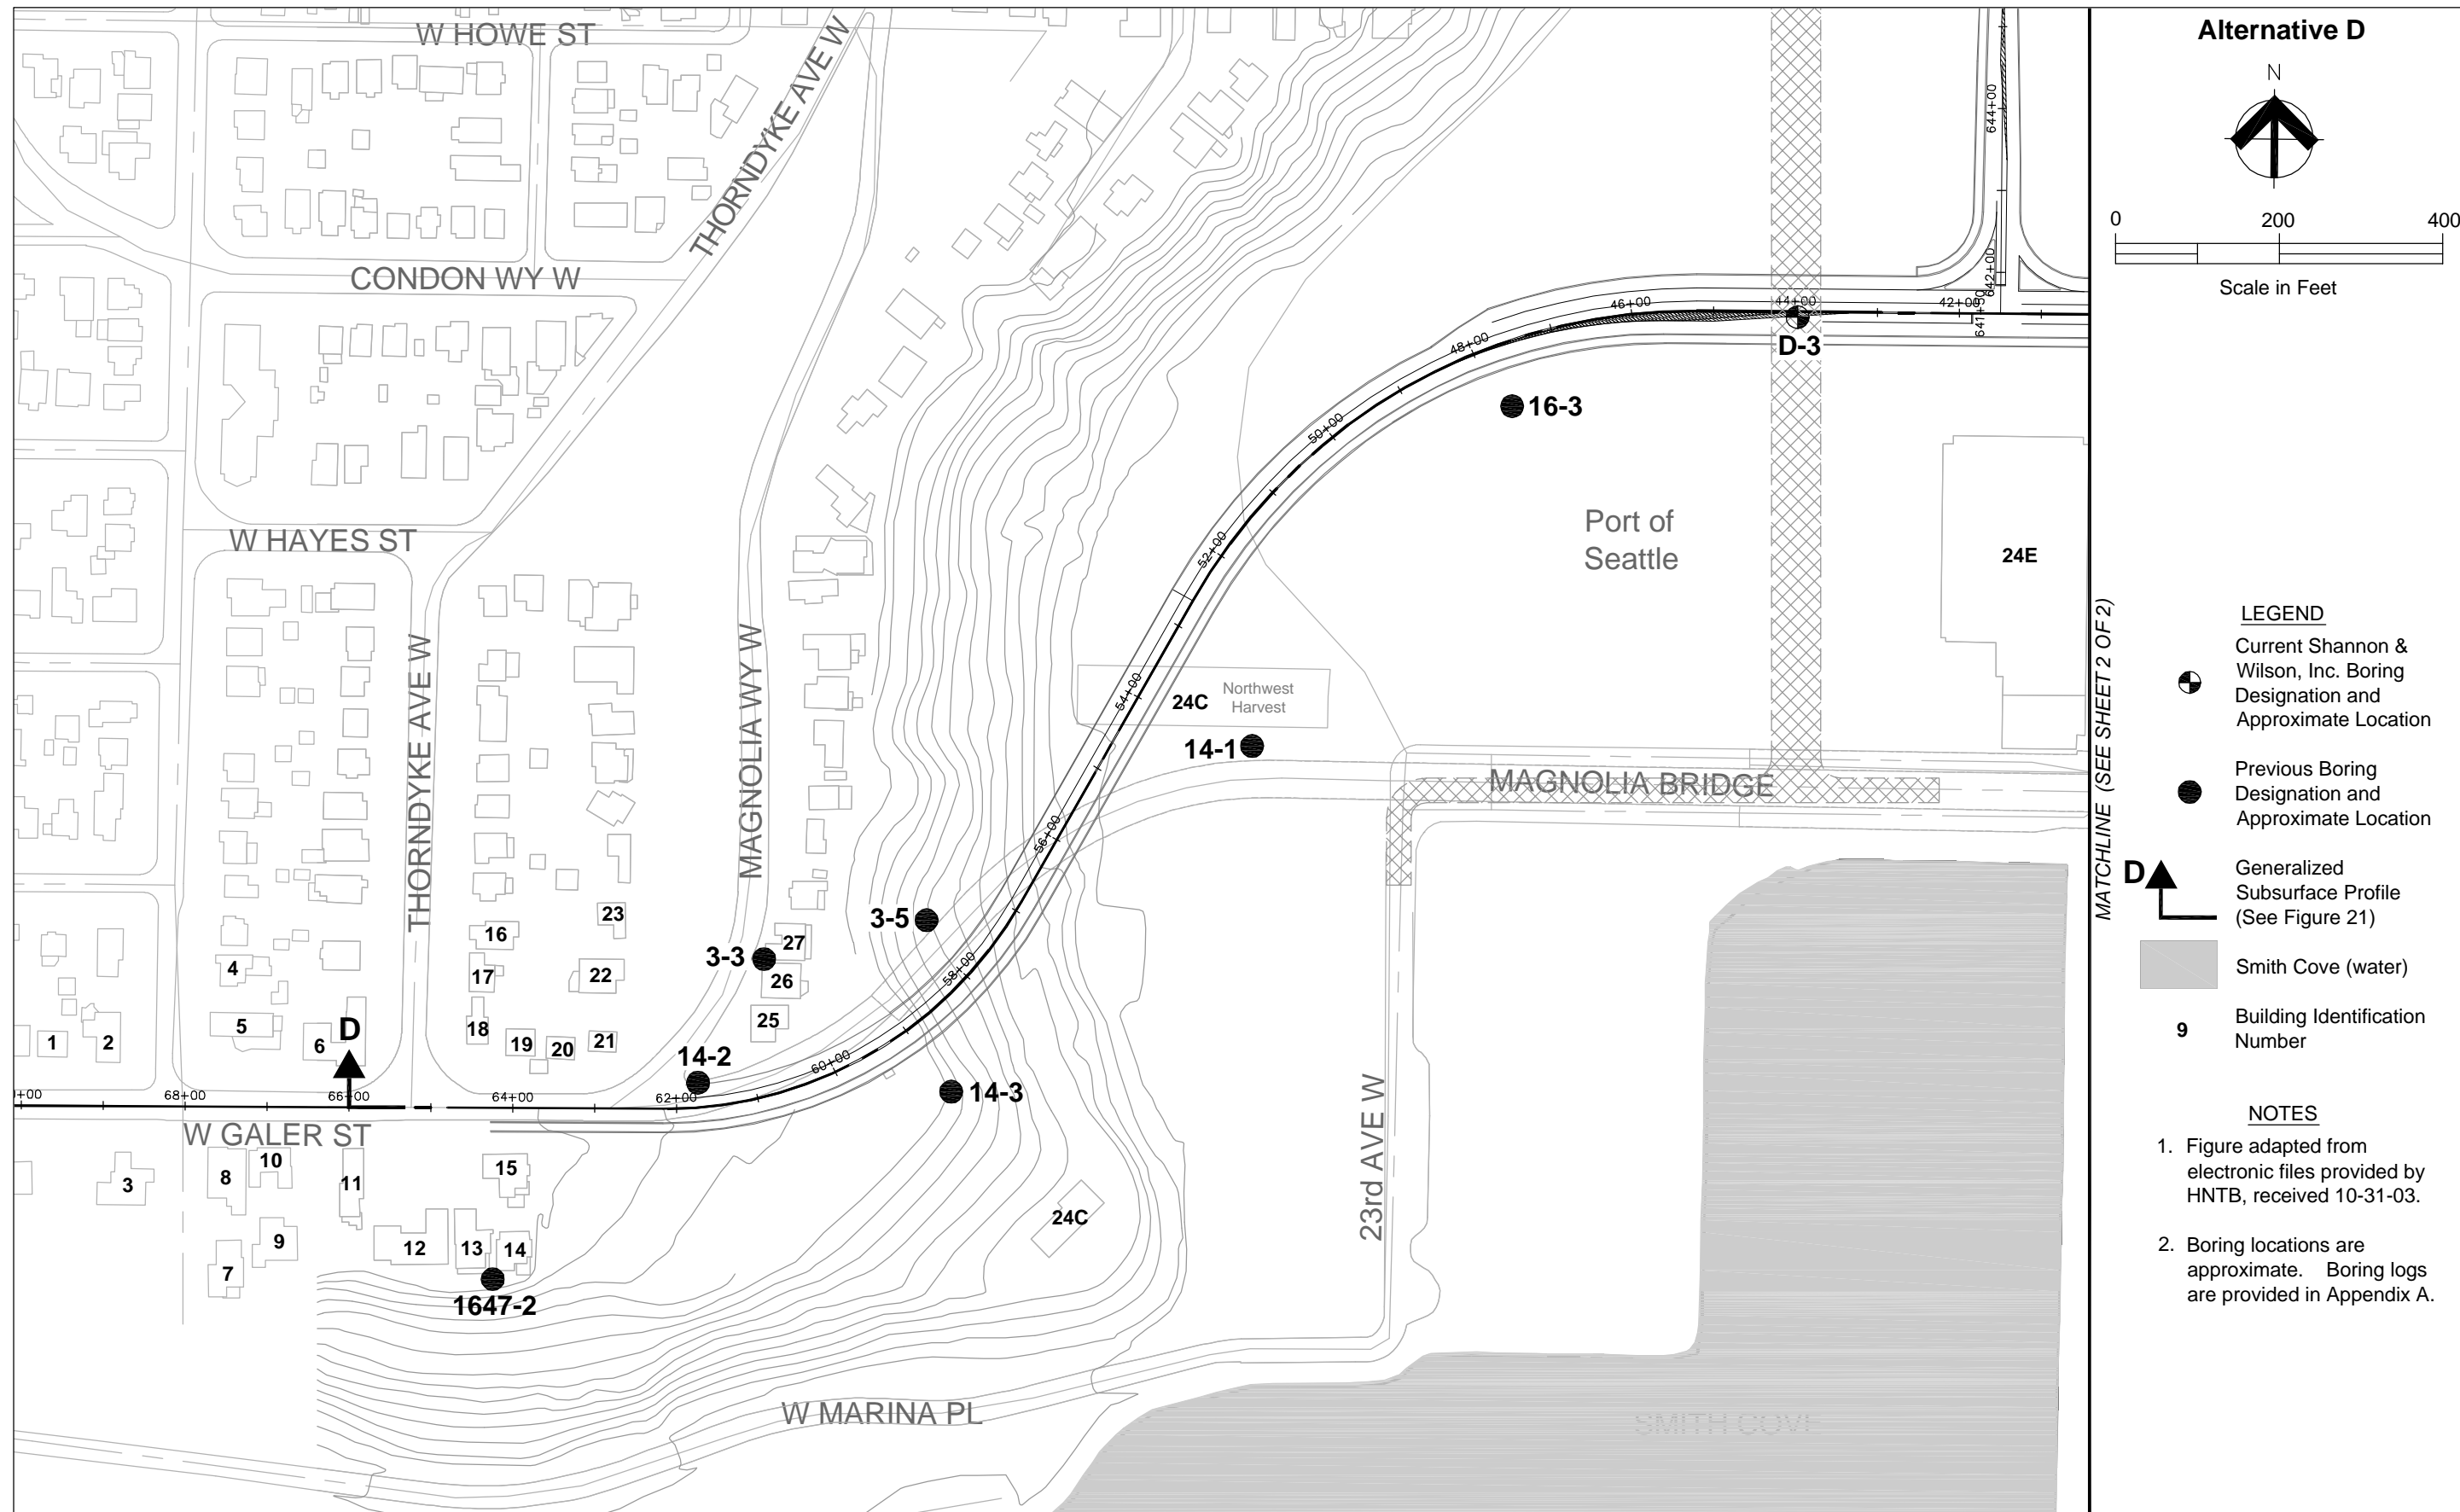 W HOWE ST
THORNDYKE AVE W
CONDON WY W
W HAYES ST
THORNDYKE AVE W
MAGNOLIA WY W
W GALER ST
MAGNOLIA BRIDGE
23rd AVE W
W MARINA PL
SMITH COVE
Port of
Seattle
Northwest
Harvest
24C
24C
24E
D-3
16-3
14-1
3-5
3-3
14-2
14-3
1647-2
D
644+00
642+00
641+50
42+00
44+00
46+00
48+00
50+00
52+00
54+00
56+00
58+00
60+00
62+00
64+00
66+00
68+00
+00
1
2
3
4
5
6
7
8
9
10
11
12
13
14
15
16
17
18
19
20
21
22
23
25
26
27
MATCHLINE (SEE SHEET 2 OF 2)
Alternative D
N
0 200 400
Scale in Feet
LEGEND
Current Shannon &
Wilson, Inc. Boring
Designation and
Approximate Location
Previous Boring
Designation and
Approximate Location
D
Generalized
Subsurface Profile
(See Figure 21)
Smith Cove (water)
9
Building Identification
Number
NOTES
1. Figure adapted from
electronic files provided by
HNTB, received 10-31-03.
2. Boring locations are
approximate. Boring logs
are provided in Appendix A.